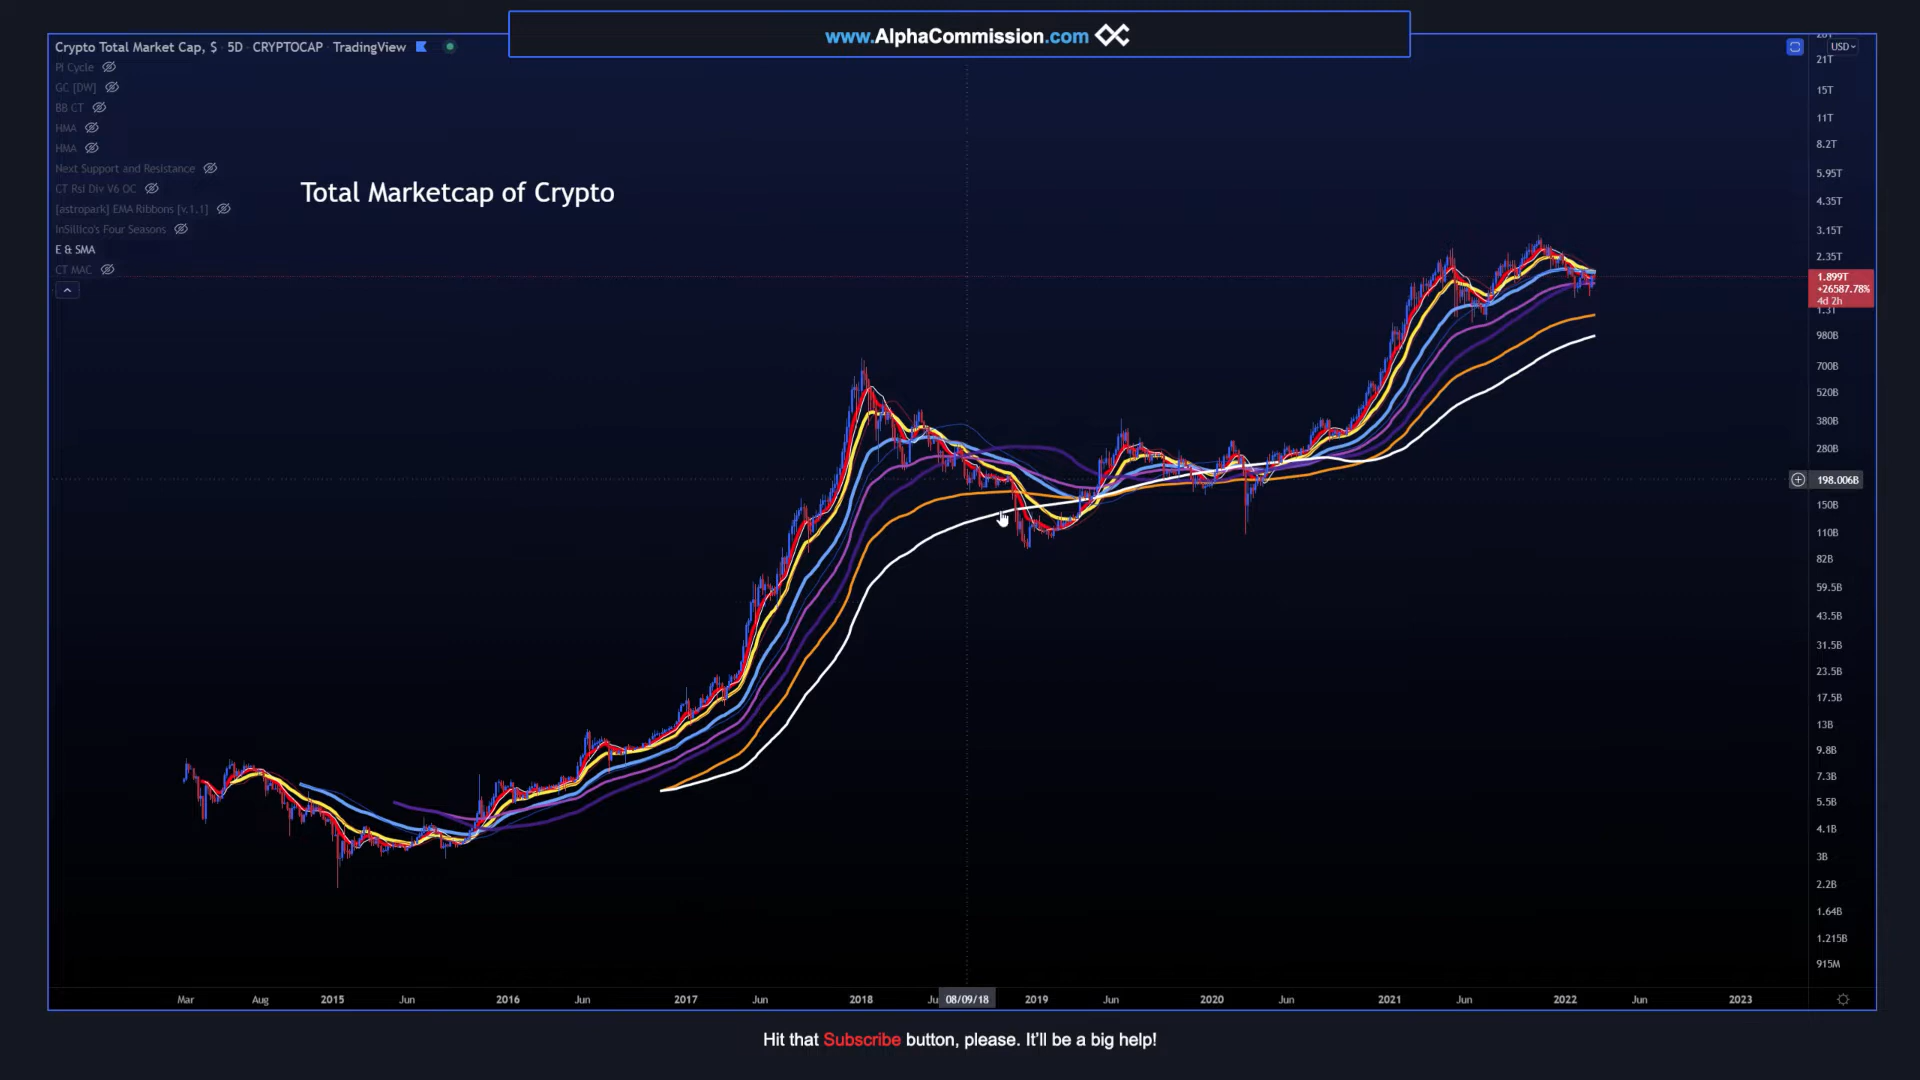 www.AlphaCommission.com
Crypto Total Market Cap, $ · 5D · CRYPTOCAP · TradingView
Pi Cycle
GC [DW]
BB CT
HMA
HMA
Next Support and Resistance
CT Rsi Div V6 OC
[astropark] EMA Ribbons [v.1.1]
InSillico's Four Seasons
E & SMA
CT MAC
Total Marketcap of Crypto
USD
21T
15T
11T
8.2T
5.95T
4.35T
3.15T
2.35T
1.899T
+26587.78%
4d 2h
1.3T
980B
700B
520B
380B
280B
198.006B
150B
110B
82B
59.5B
43.5B
31.5B
23.5B
17.5B
13B
9.8B
7.3B
5.5B
4.1B
3B
2.2B
1.64B
1.215B
915M
Mar Aug 2015 Jun 2016 Jun 2017 Jun 2018 Ju 08/09/18 2019 Jun 2020 Jun 2021 Jun 2022 Jun 2023
Hit that Subscribe button, please. It'll be a big help!